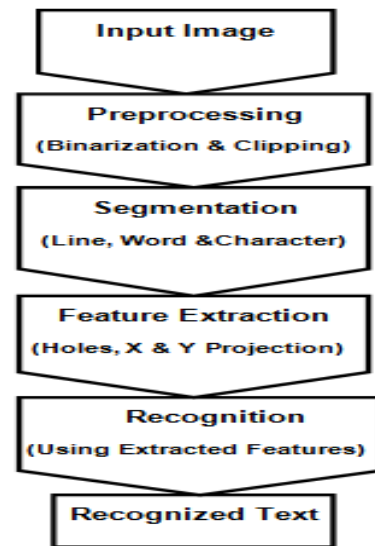 Input Image
Preprocessing
(Binarization & Clipping)
Segmentation
(Line, Word &Character)
Feature Extraction
(Holes, X & Y Projection)
Recognition
(Using Extracted Features)
Recognized Text